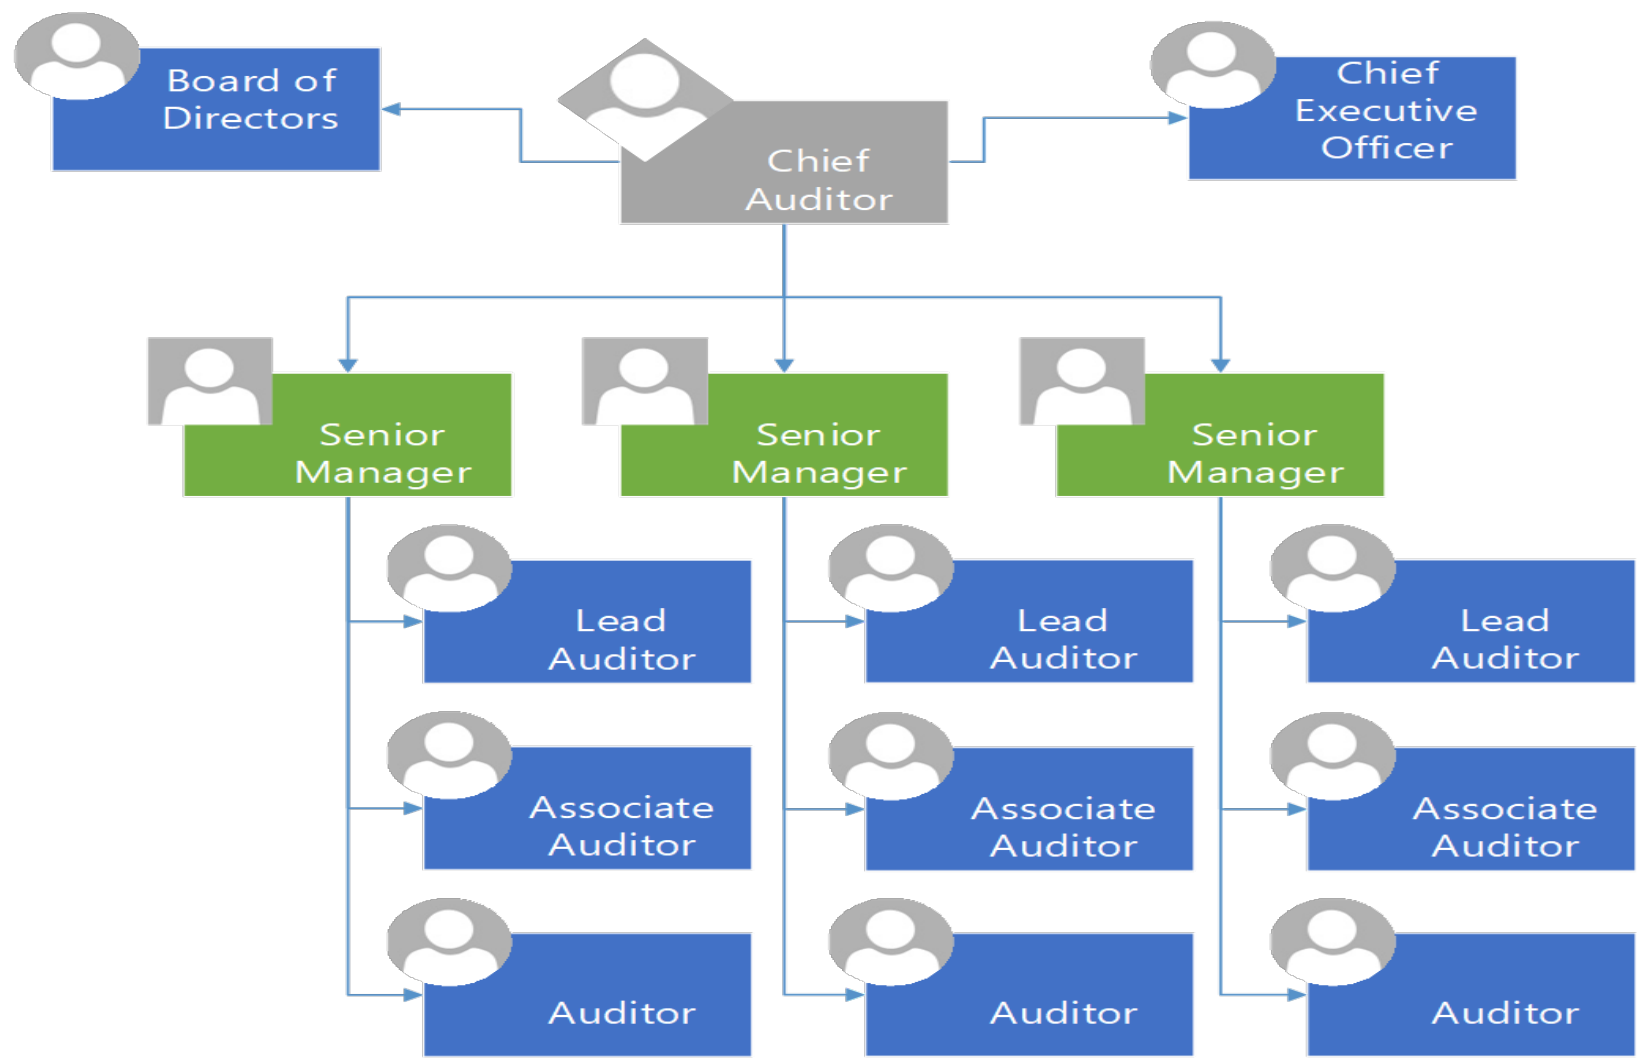 Board of
Directors
Chief
Auditor
Chief
Executive
Officer
Senior
Manager
Senior
Manager
Senior
Manager
Lead
Auditor
Lead
Auditor
Lead
Auditor
Associate
Auditor
Associate
Auditor
Associate
Auditor
Auditor
Auditor
Auditor